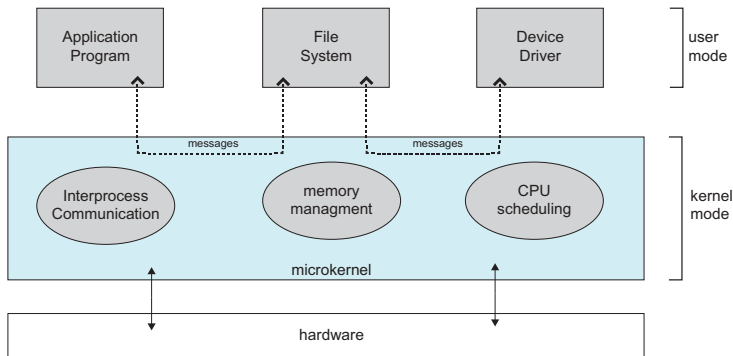 Application
Program
File
System
Device
Driver
user
mode
messages
messages
Interprocess
Communication
memory
managment
CPU
scheduling
kernel
mode
microkernel
hardware